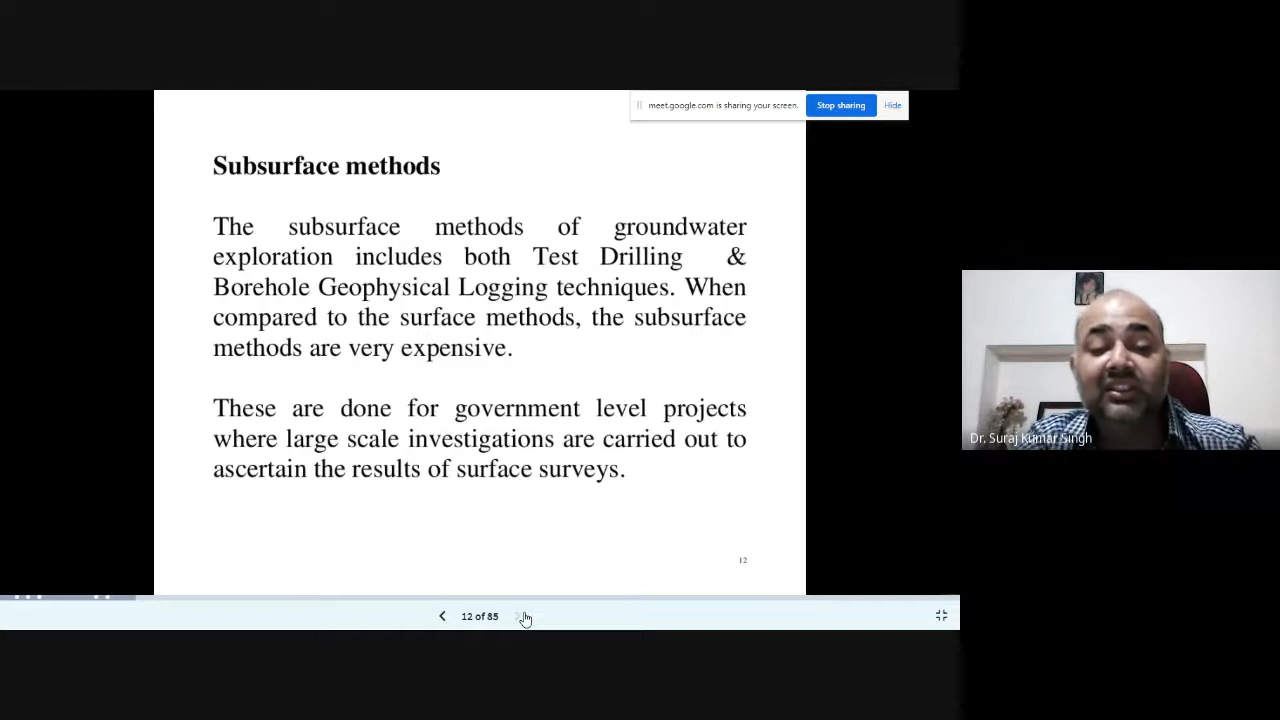 meet.google.com is sharing your screen.
Stop sharing
Hide
Subsurface methods
The subsurface methods of groundwater
exploration includes both Test Drilling &
Borehole Geophysical Logging techniques. When
compared to the surface methods, the subsurface
methods are very expensive.
These are done for government level projects
where large scale investigations are carried out to
ascertain the results of surface surveys.
12
Dr. Suraj Kumar Singh
12 of 85